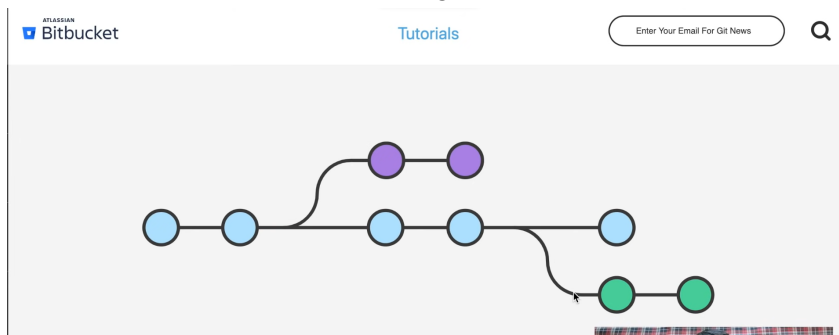 ATLASSIAN
Bitbucket
Tutorials
Enter Your Email For Git News